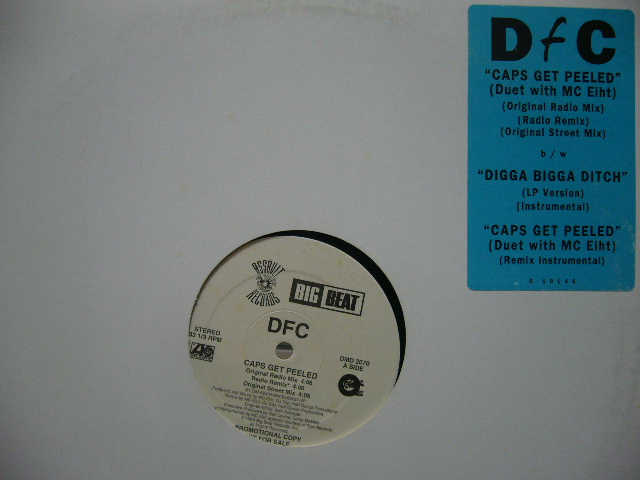 DfC
"CAPS GET PEELED"
(Duet with MC Eiht)
(Original Radio Mix)
(Radio Remix)
(Original Street Mix)
b/w
"DIGGA BIGGA DITCH"
(LP Version)
(Instrumental)
"CAPS GET PEELED"
(Duet with MC Eiht)
(Remix Instrumental)
ASSAULT RECORDS
BIG BEAT
DFC
STEREO
33 1/3 RPM
DMD 2070
A SIDE
CAPS GET PEELED
Original Radio Mix 4:06
Radio Remix* 4:06
Original Street Mix 4:06
PROMOTIONAL COPY
FOR SALE